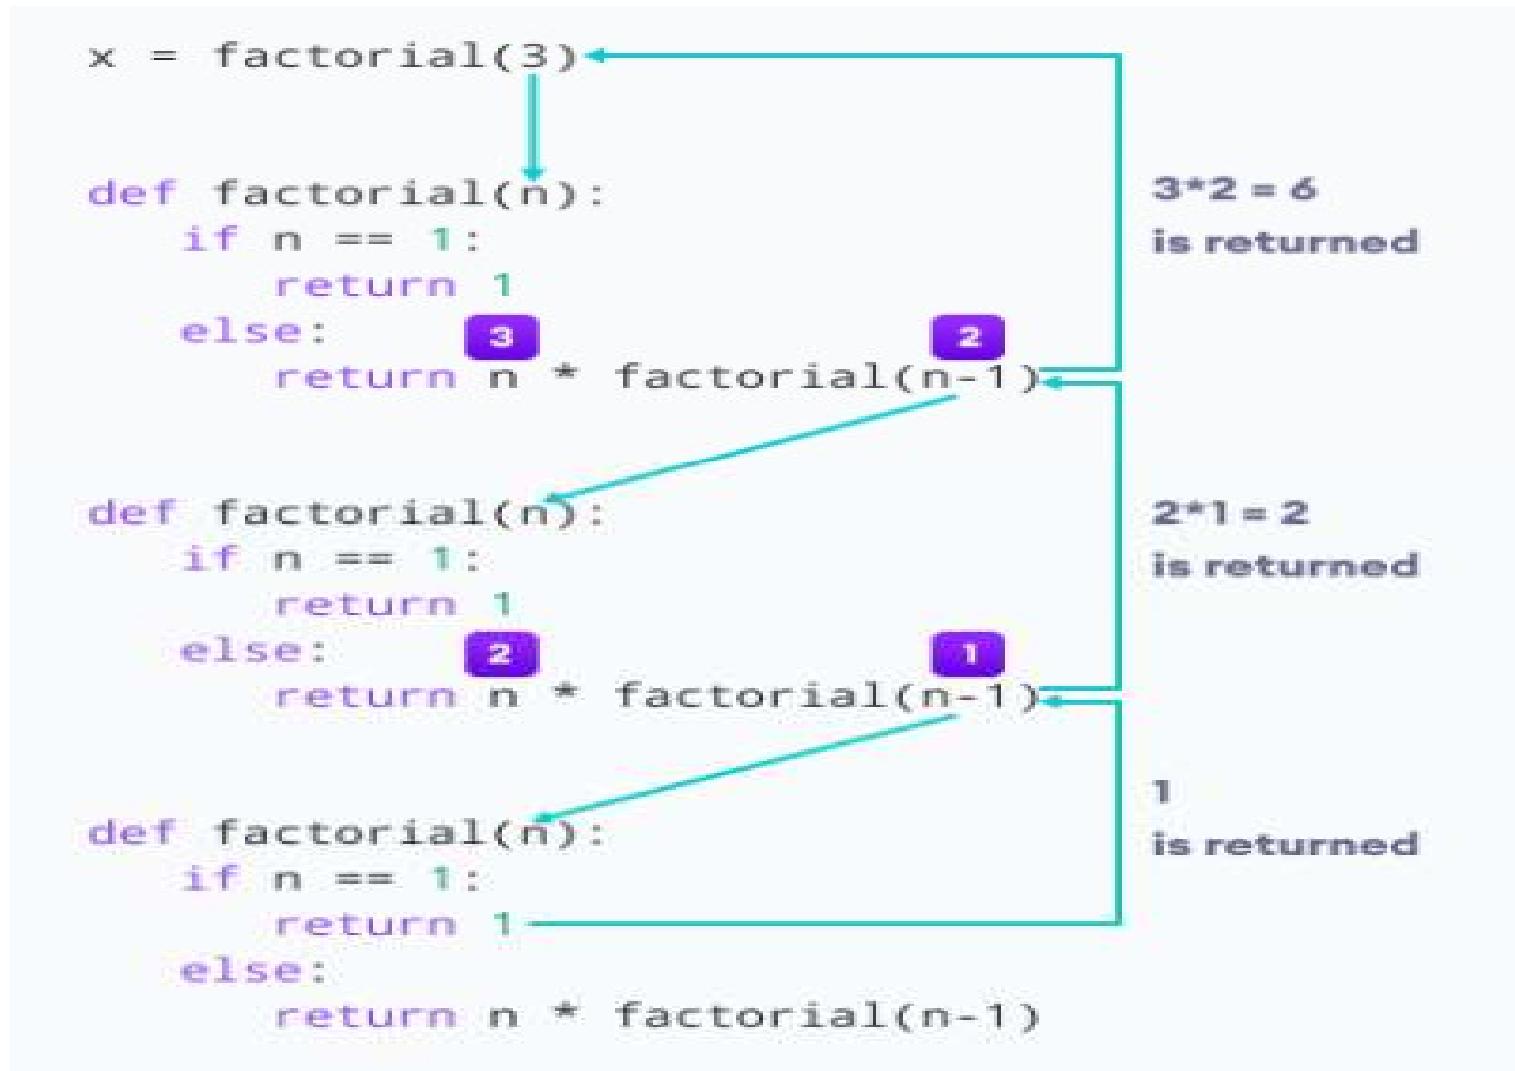 x = factorial(3)
def factorial(n):
if n == 1:
return 1
else:
3 2
return n * factorial(n-1)
3*2 = 6
is returned
def factorial(n):
if n == 1:
return 1
else:
2 1
return n * factorial(n-1)
2*1 = 2
is returned
def factorial(n):
if n == 1:
return 1
else:
return n * factorial(n-1)
1
is returned